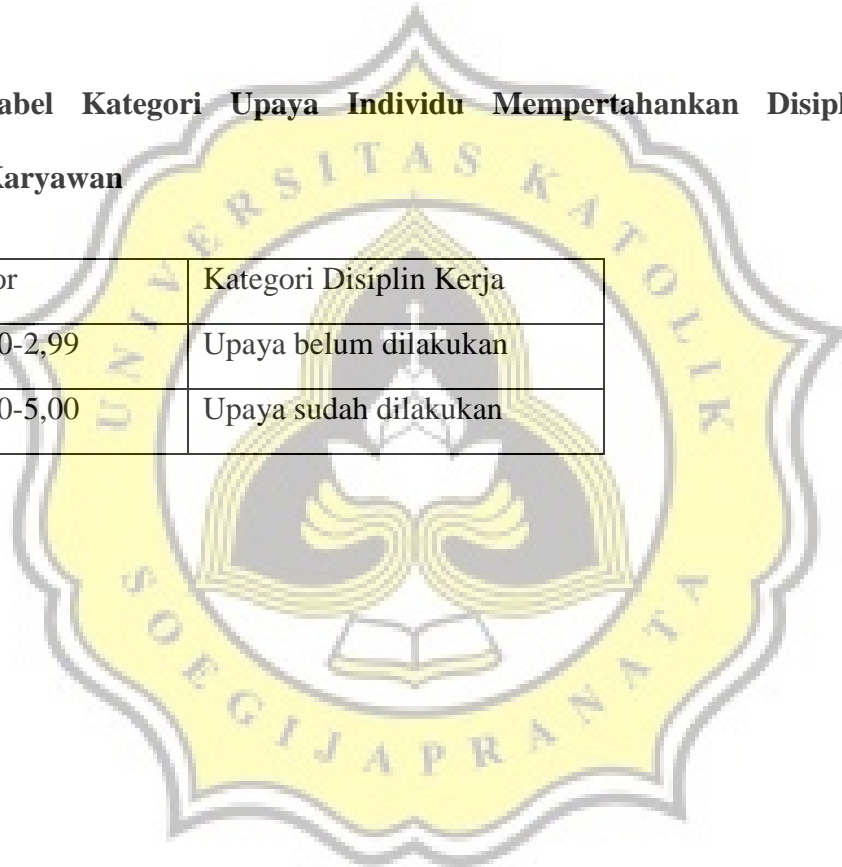 abel Kategori Upaya Individu Mempertahankan Disipl
Karyawan
or Kategori Disiplin Kerja
0-2,99 Upaya belum dilakukan
0-5,00 Upaya sudah dilakukan
UNIVERSITAS KATOLIK
SOEGIJAPRANATA